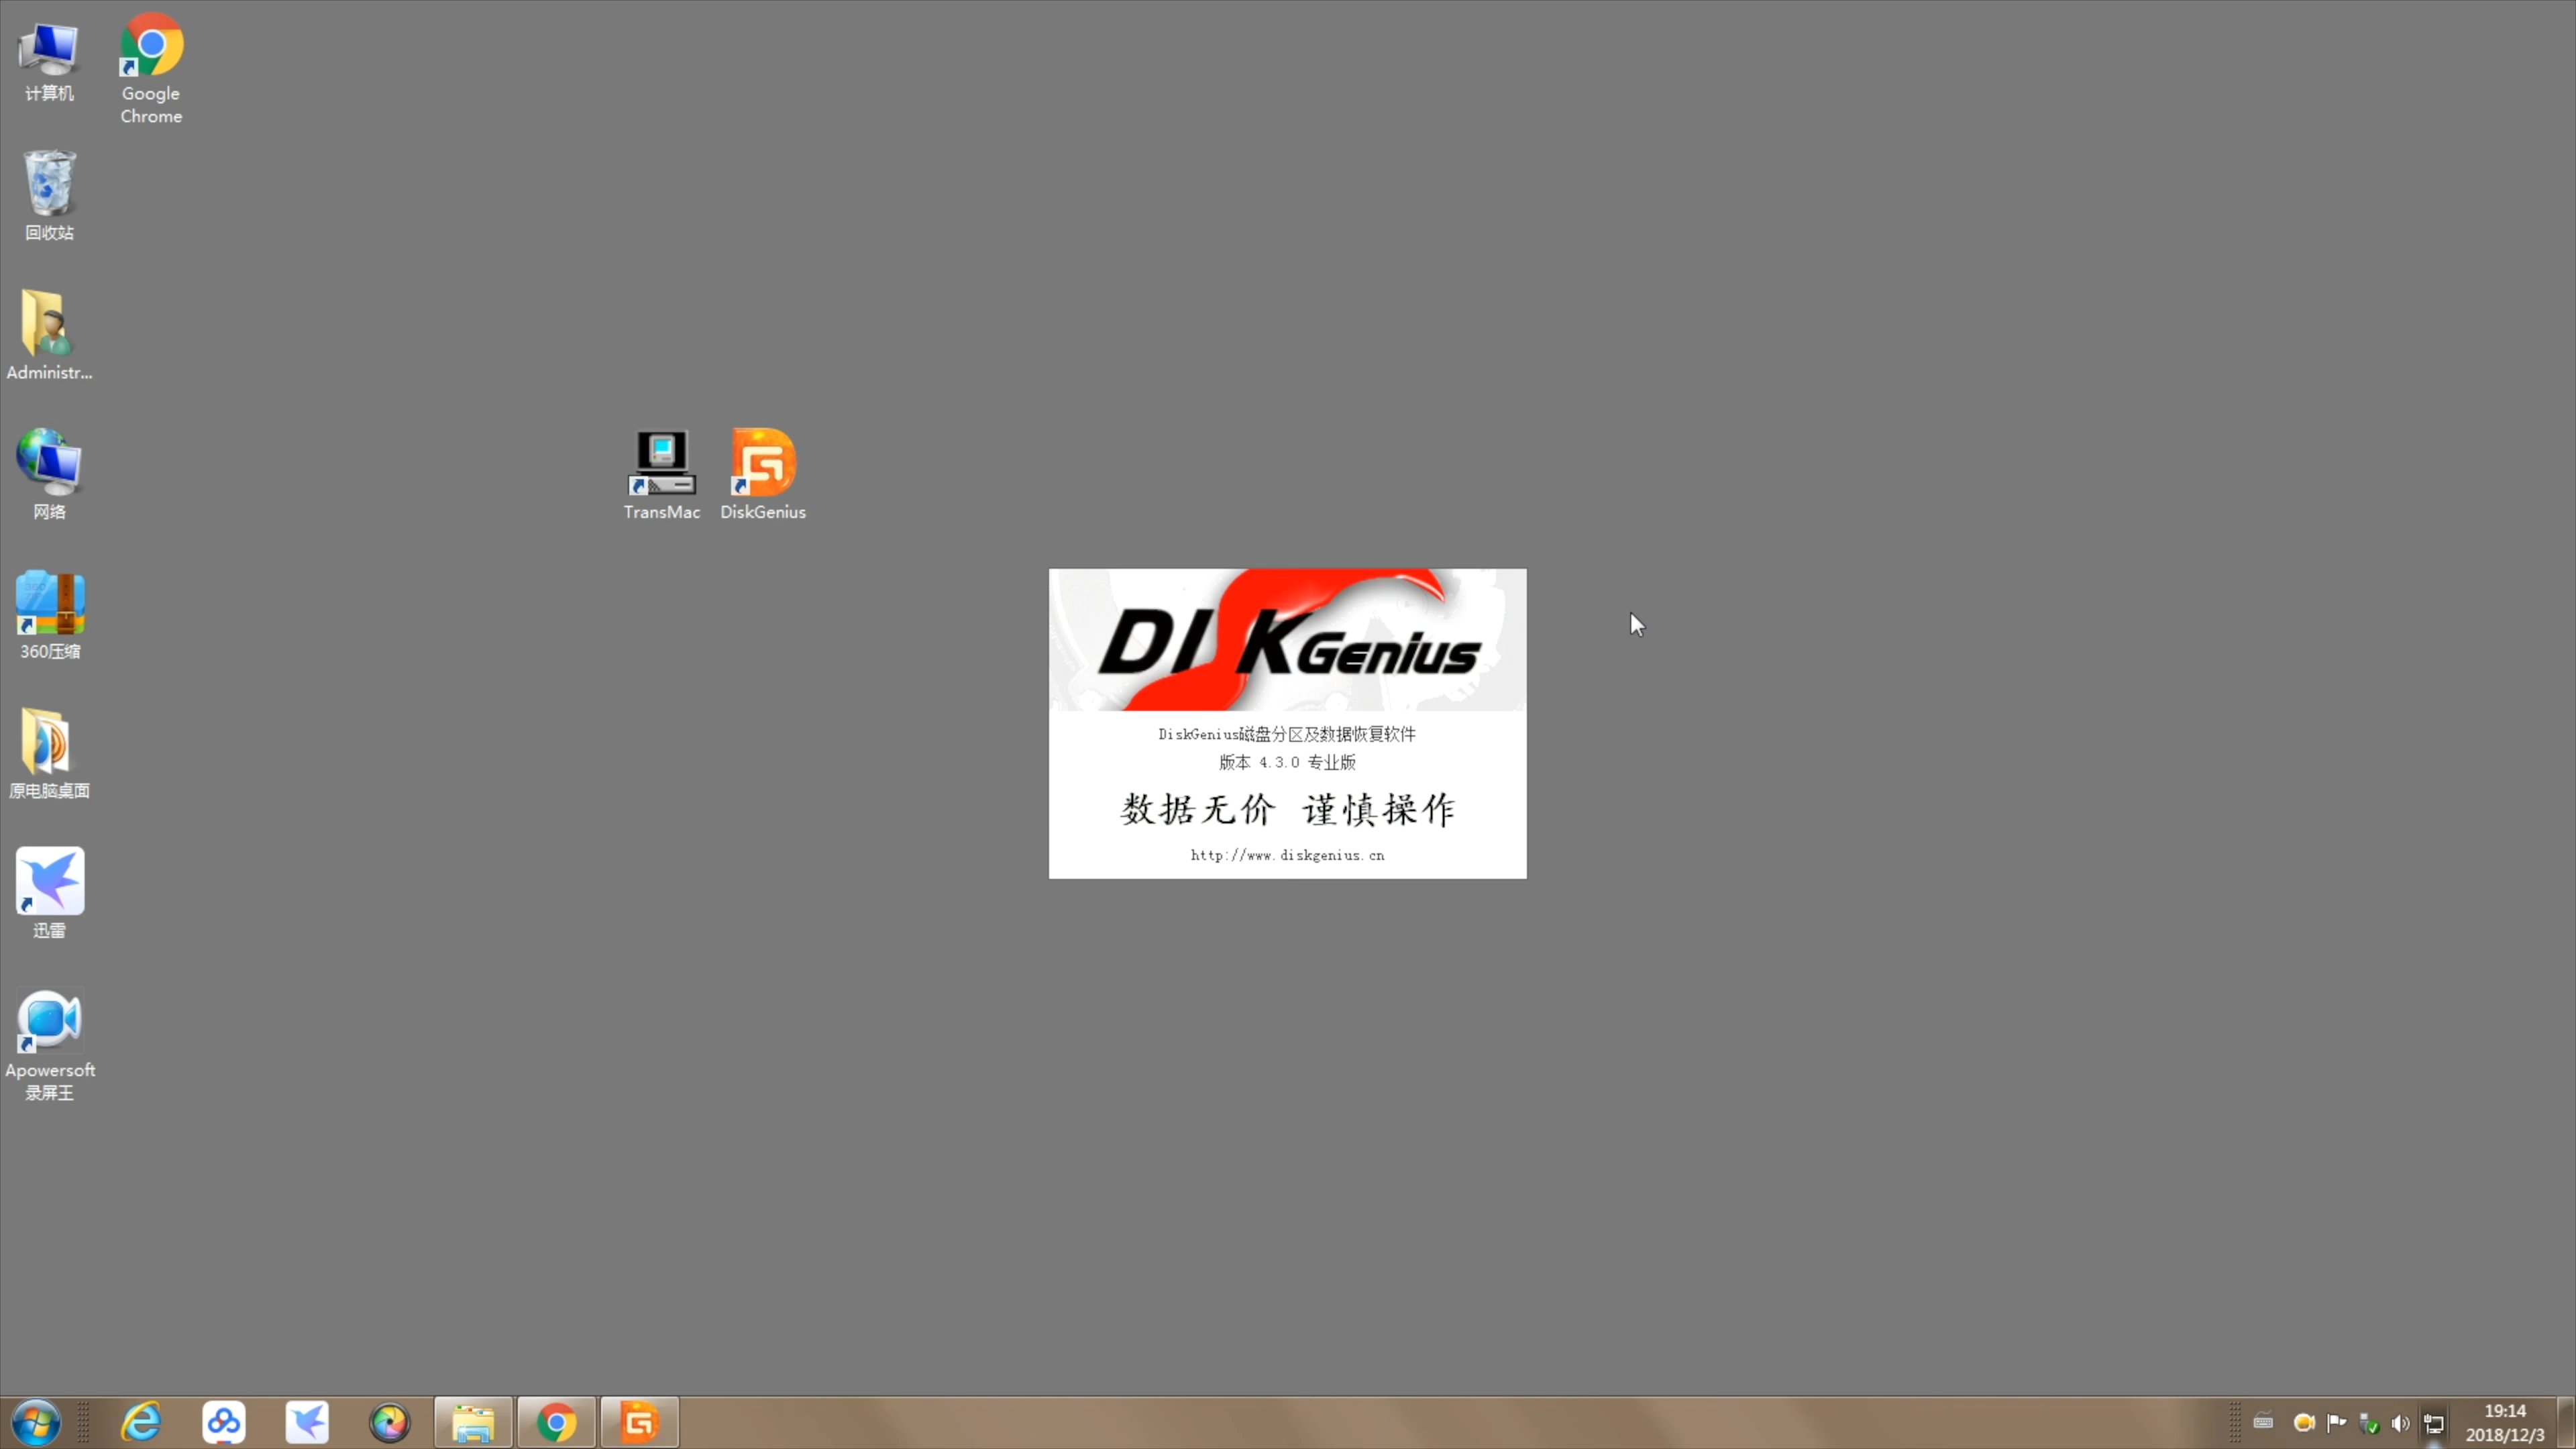 计算机
Google
Chrome
回收站
Administr...
网络
360压缩
原电脑桌面
迅雷
Apowersoft
录屏王
TransMac
DiskGenius
DISKGenius
DiskGenius磁盘分区及数据恢复软件
版本 4.3.0 专业版
数据无价 谨慎操作
http://www.diskgenius.cn
19:14
2018/12/3